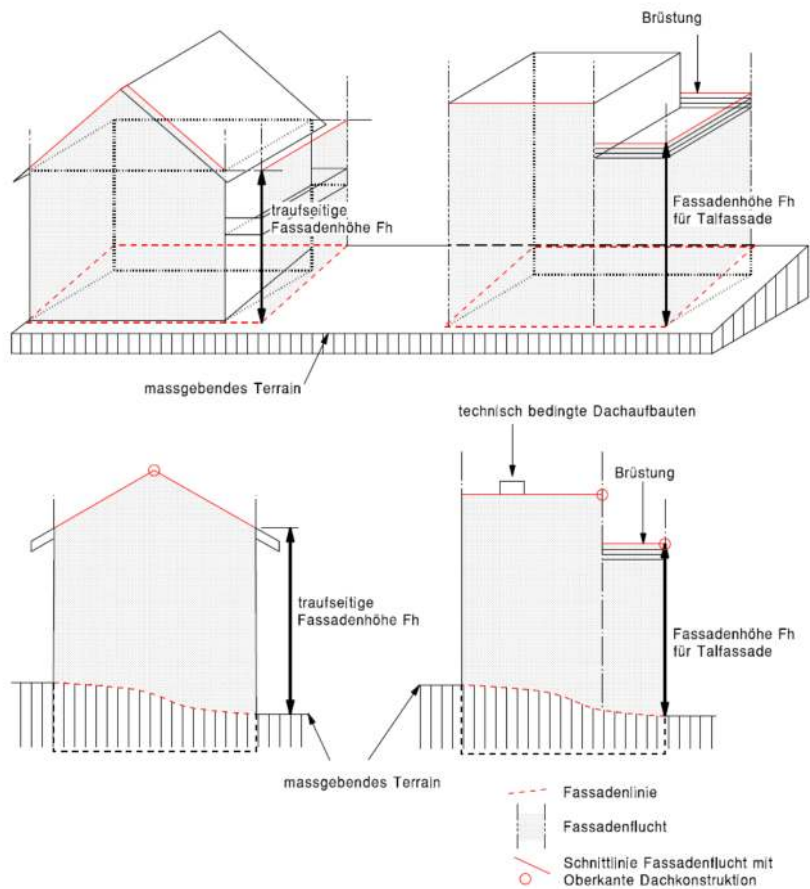 Brüstung
traufseitige
Fassadenhöhe Fh
Fassadenhöhe Fh
für Talfassade
massgebendes Terrain
technisch bedingte Dachaufbauten
Brüstung
traufseitige
Fassadenhöhe Fh
Fassadenhöhe Fh
für Talfassade
massgebendes Terrain
Fassadenlinie
Fassadenflucht
Schnittlinie Fassadenflucht mit
Oberkante Dachkonstruktion